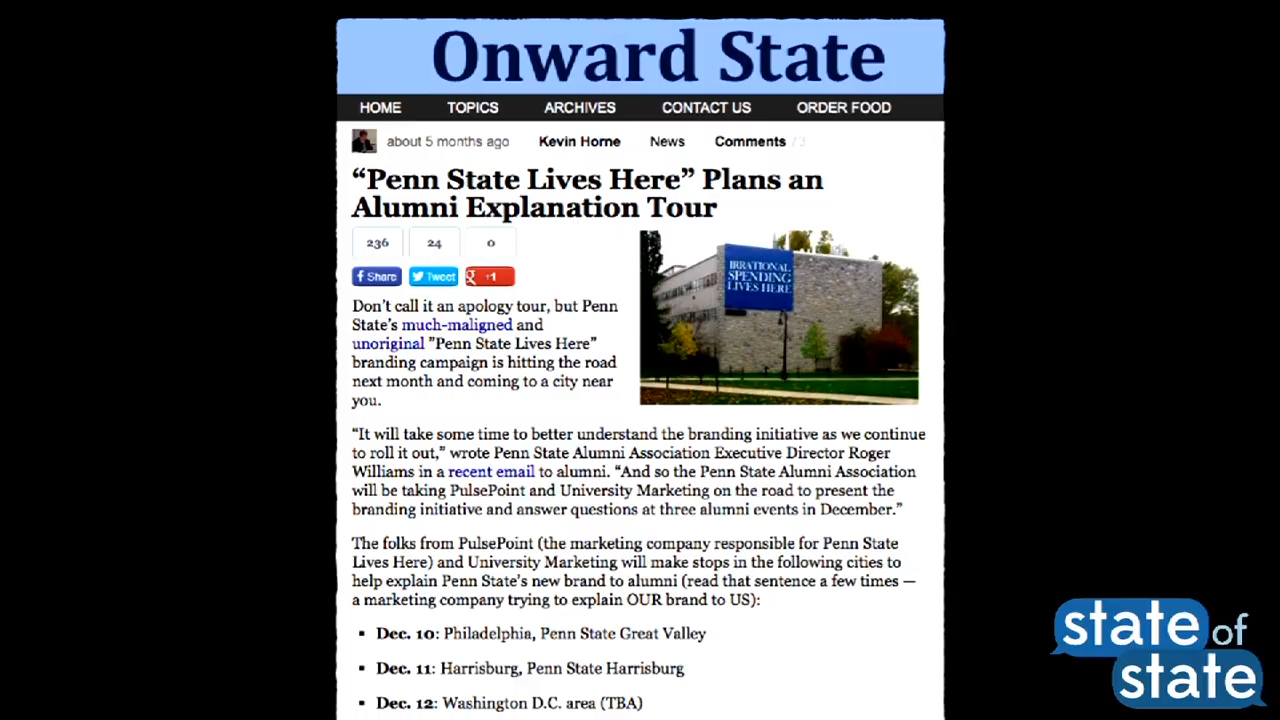 Onward State
HOME TOPICS ARCHIVES CONTACT US ORDER FOOD
about 5 months ago Kevin Horne News Comments 73
“Penn State Lives Here” Plans an
Alumni Explanation Tour
236 24 0
f Share Tweet g +1
IRRATIONAL
SPENDING
LIVES HERE
Don’t call it an apology tour, but Penn
State’s much-maligned and
unoriginal "Penn State Lives Here"
branding campaign is hitting the road
next month and coming to a city near
you.
“It will take some time to better understand the branding initiative as we continue
to roll it out,” wrote Penn State Alumni Association Executive Director Roger
Williams in a recent email to alumni. “And so the Penn State Alumni Association
will be taking PulsePoint and University Marketing on the road to present the
branding initiative and answer questions at three alumni events in December.”
The folks from PulsePoint (the marketing company responsible for Penn State
Lives Here) and University Marketing will make stops in the following cities to
help explain Penn State’s new brand to alumni (read that sentence a few times —
a marketing company trying to explain OUR brand to US):
▪ Dec. 10: Philadelphia, Penn State Great Valley
▪ Dec. 11: Harrisburg, Penn State Harrisburg
▪ Dec. 12: Washington D.C. area (TBA)
state of
state